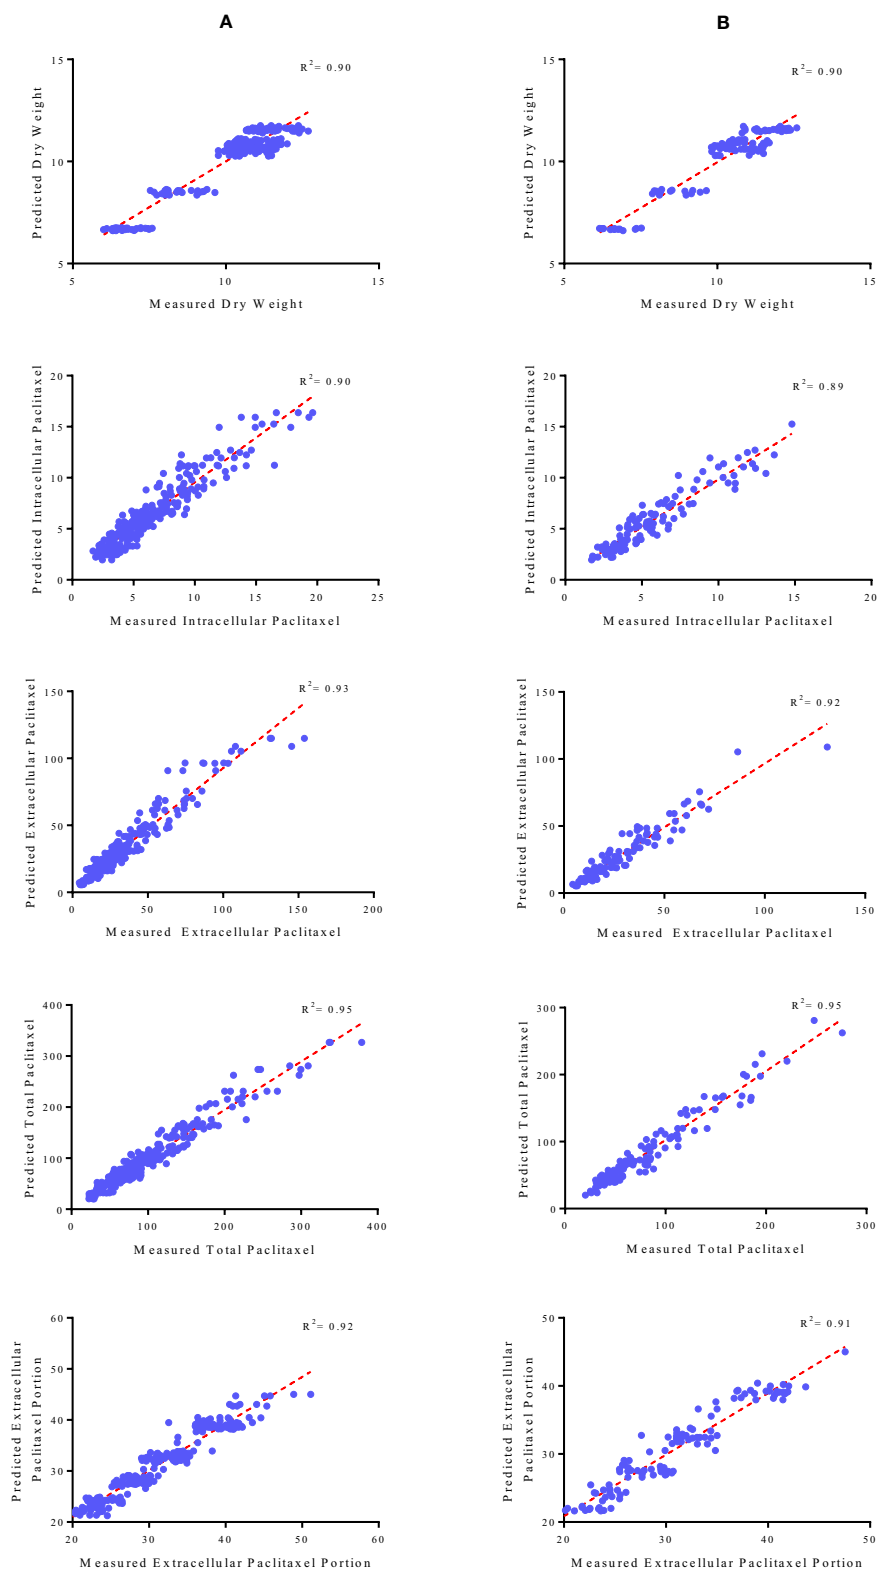 A
B
15
10
5
5
10
15
Predicted Dry Weight
Measured Dry Weight
R²= 0.90
15
10
5
5
10
15
Predicted Dry Weight
Measured Dry Weight
R²= 0.90
20
15
10
5
0
0
5
10
15
20
25
Predicted Intracellular Paclitaxel
Measured Intracellular Paclitaxel
R²= 0.90
20
15
10
5
0
0
5
10
15
20
Predicted Intracellular Paclitaxel
Measured Intracellular Paclitaxel
R²= 0.89
150
100
50
0
0
50
100
150
200
Predicted Extracellular Paclitaxel
Measured Extracellular Paclitaxel
R²= 0.93
150
100
50
0
0
50
100
150
Predicted Extracellular Paclitaxel
Measured Extracellular Paclitaxel
R²= 0.92
400
300
200
100
0
0
100
200
300
400
Predicted Total Paclitaxel
Measured Total Paclitaxel
R²= 0.95
300
200
100
0
0
100
200
300
Predicted Total Paclitaxel
Measured Total Paclitaxel
R²= 0.95
60
50
40
30
20
20
30
40
50
60
Predicted Extracellular
Paclitaxel Portion
Measured Extracellular Paclitaxel Portion
R²= 0.92
50
40
30
20
20
30
40
50
Predicted Extracellular
Paclitaxel Portion
Measured Extracellular Paclitaxel Portion
R²= 0.91